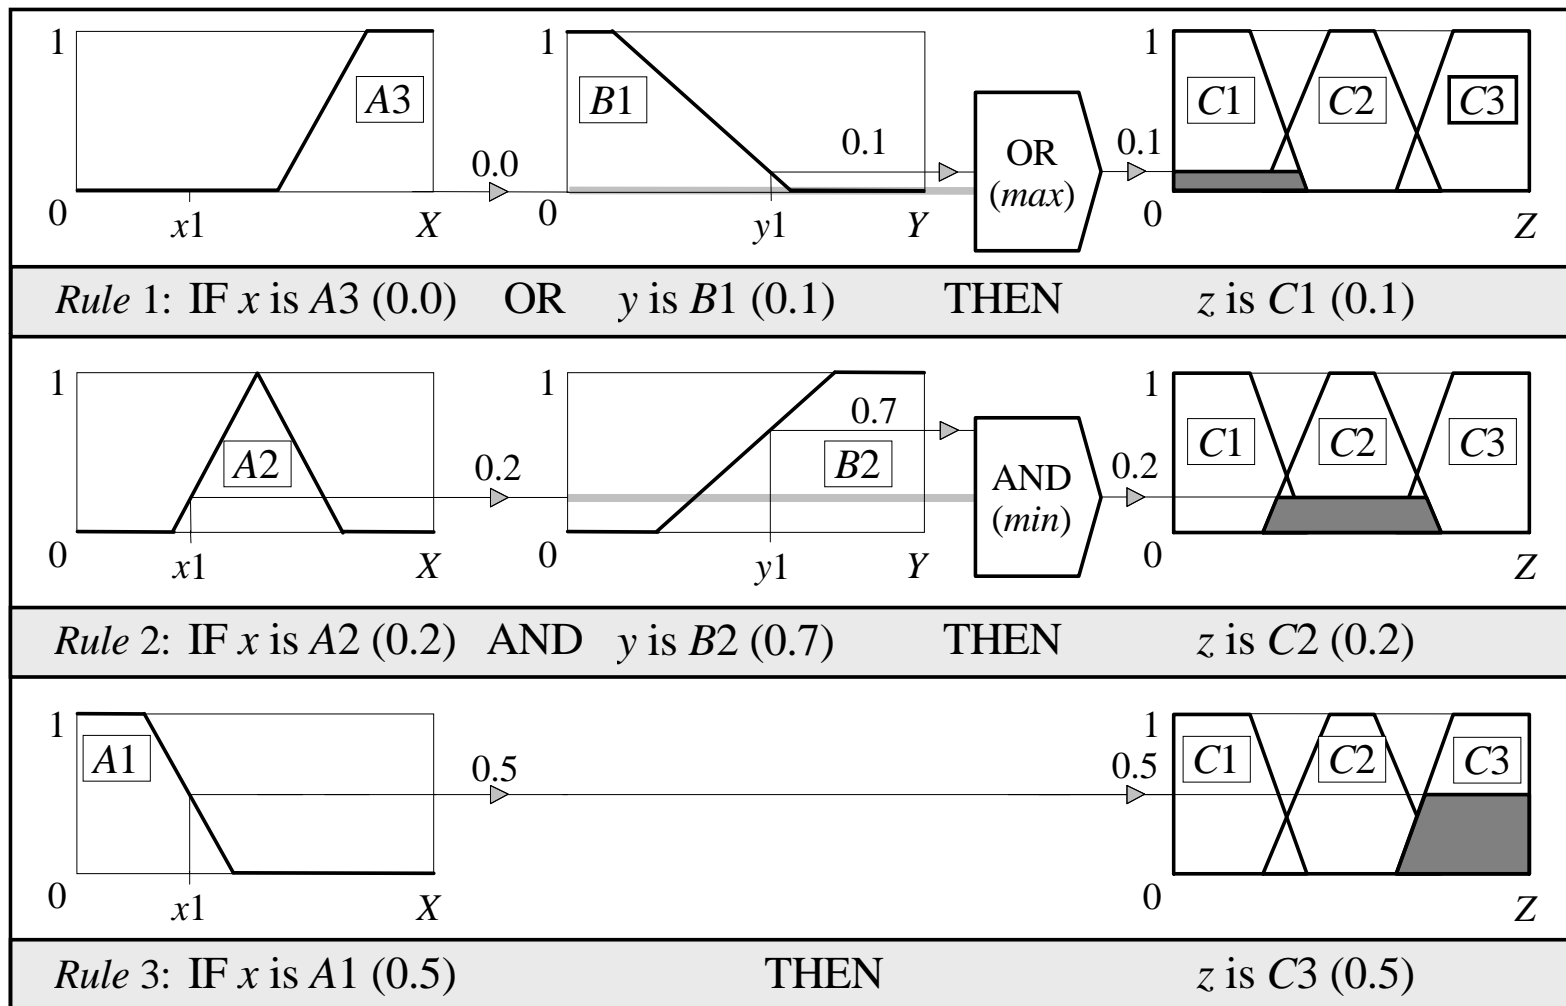 1 A3 1 B1 0.1 OR (max) 0.1 1 C1 C2 C3
0.0
0 x1 X 0 y1 Y 0 Z
Rule 1: IF x is A3 (0.0) OR y is B1 (0.1) THEN z is C1 (0.1)
1 A2 1 0.7 B2 AND (min) 0.2 1 C1 C2 C3
0.2
0 x1 X 0 y1 Y 0 Z
Rule 2: IF x is A2 (0.2) AND y is B2 (0.7) THEN z is C2 (0.2)
1 A1 0.5 0.5 1 C1 C2 C3
0 x1 X 0 Z
Rule 3: IF x is A1 (0.5) THEN z is C3 (0.5)